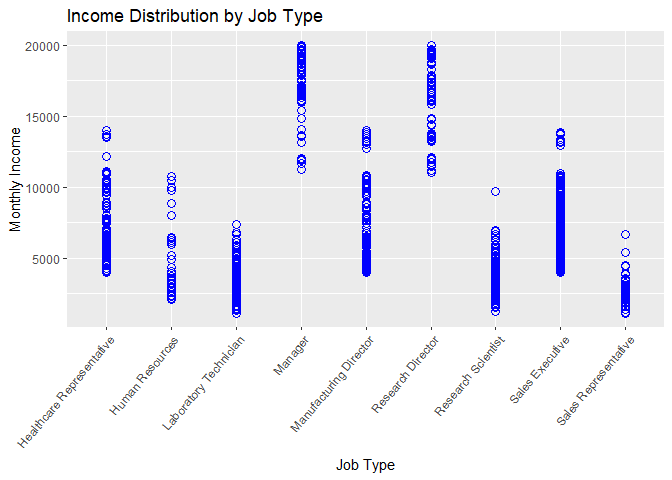 Income Distribution by Job Type
Monthly Income
20000
15000
10000
5000
Healthcare Representative
Human Resources
Laboratory Technician
Manager
Manufacturing Director
Research Director
Research Scientist
Sales Executive
Sales Representative
Job Type